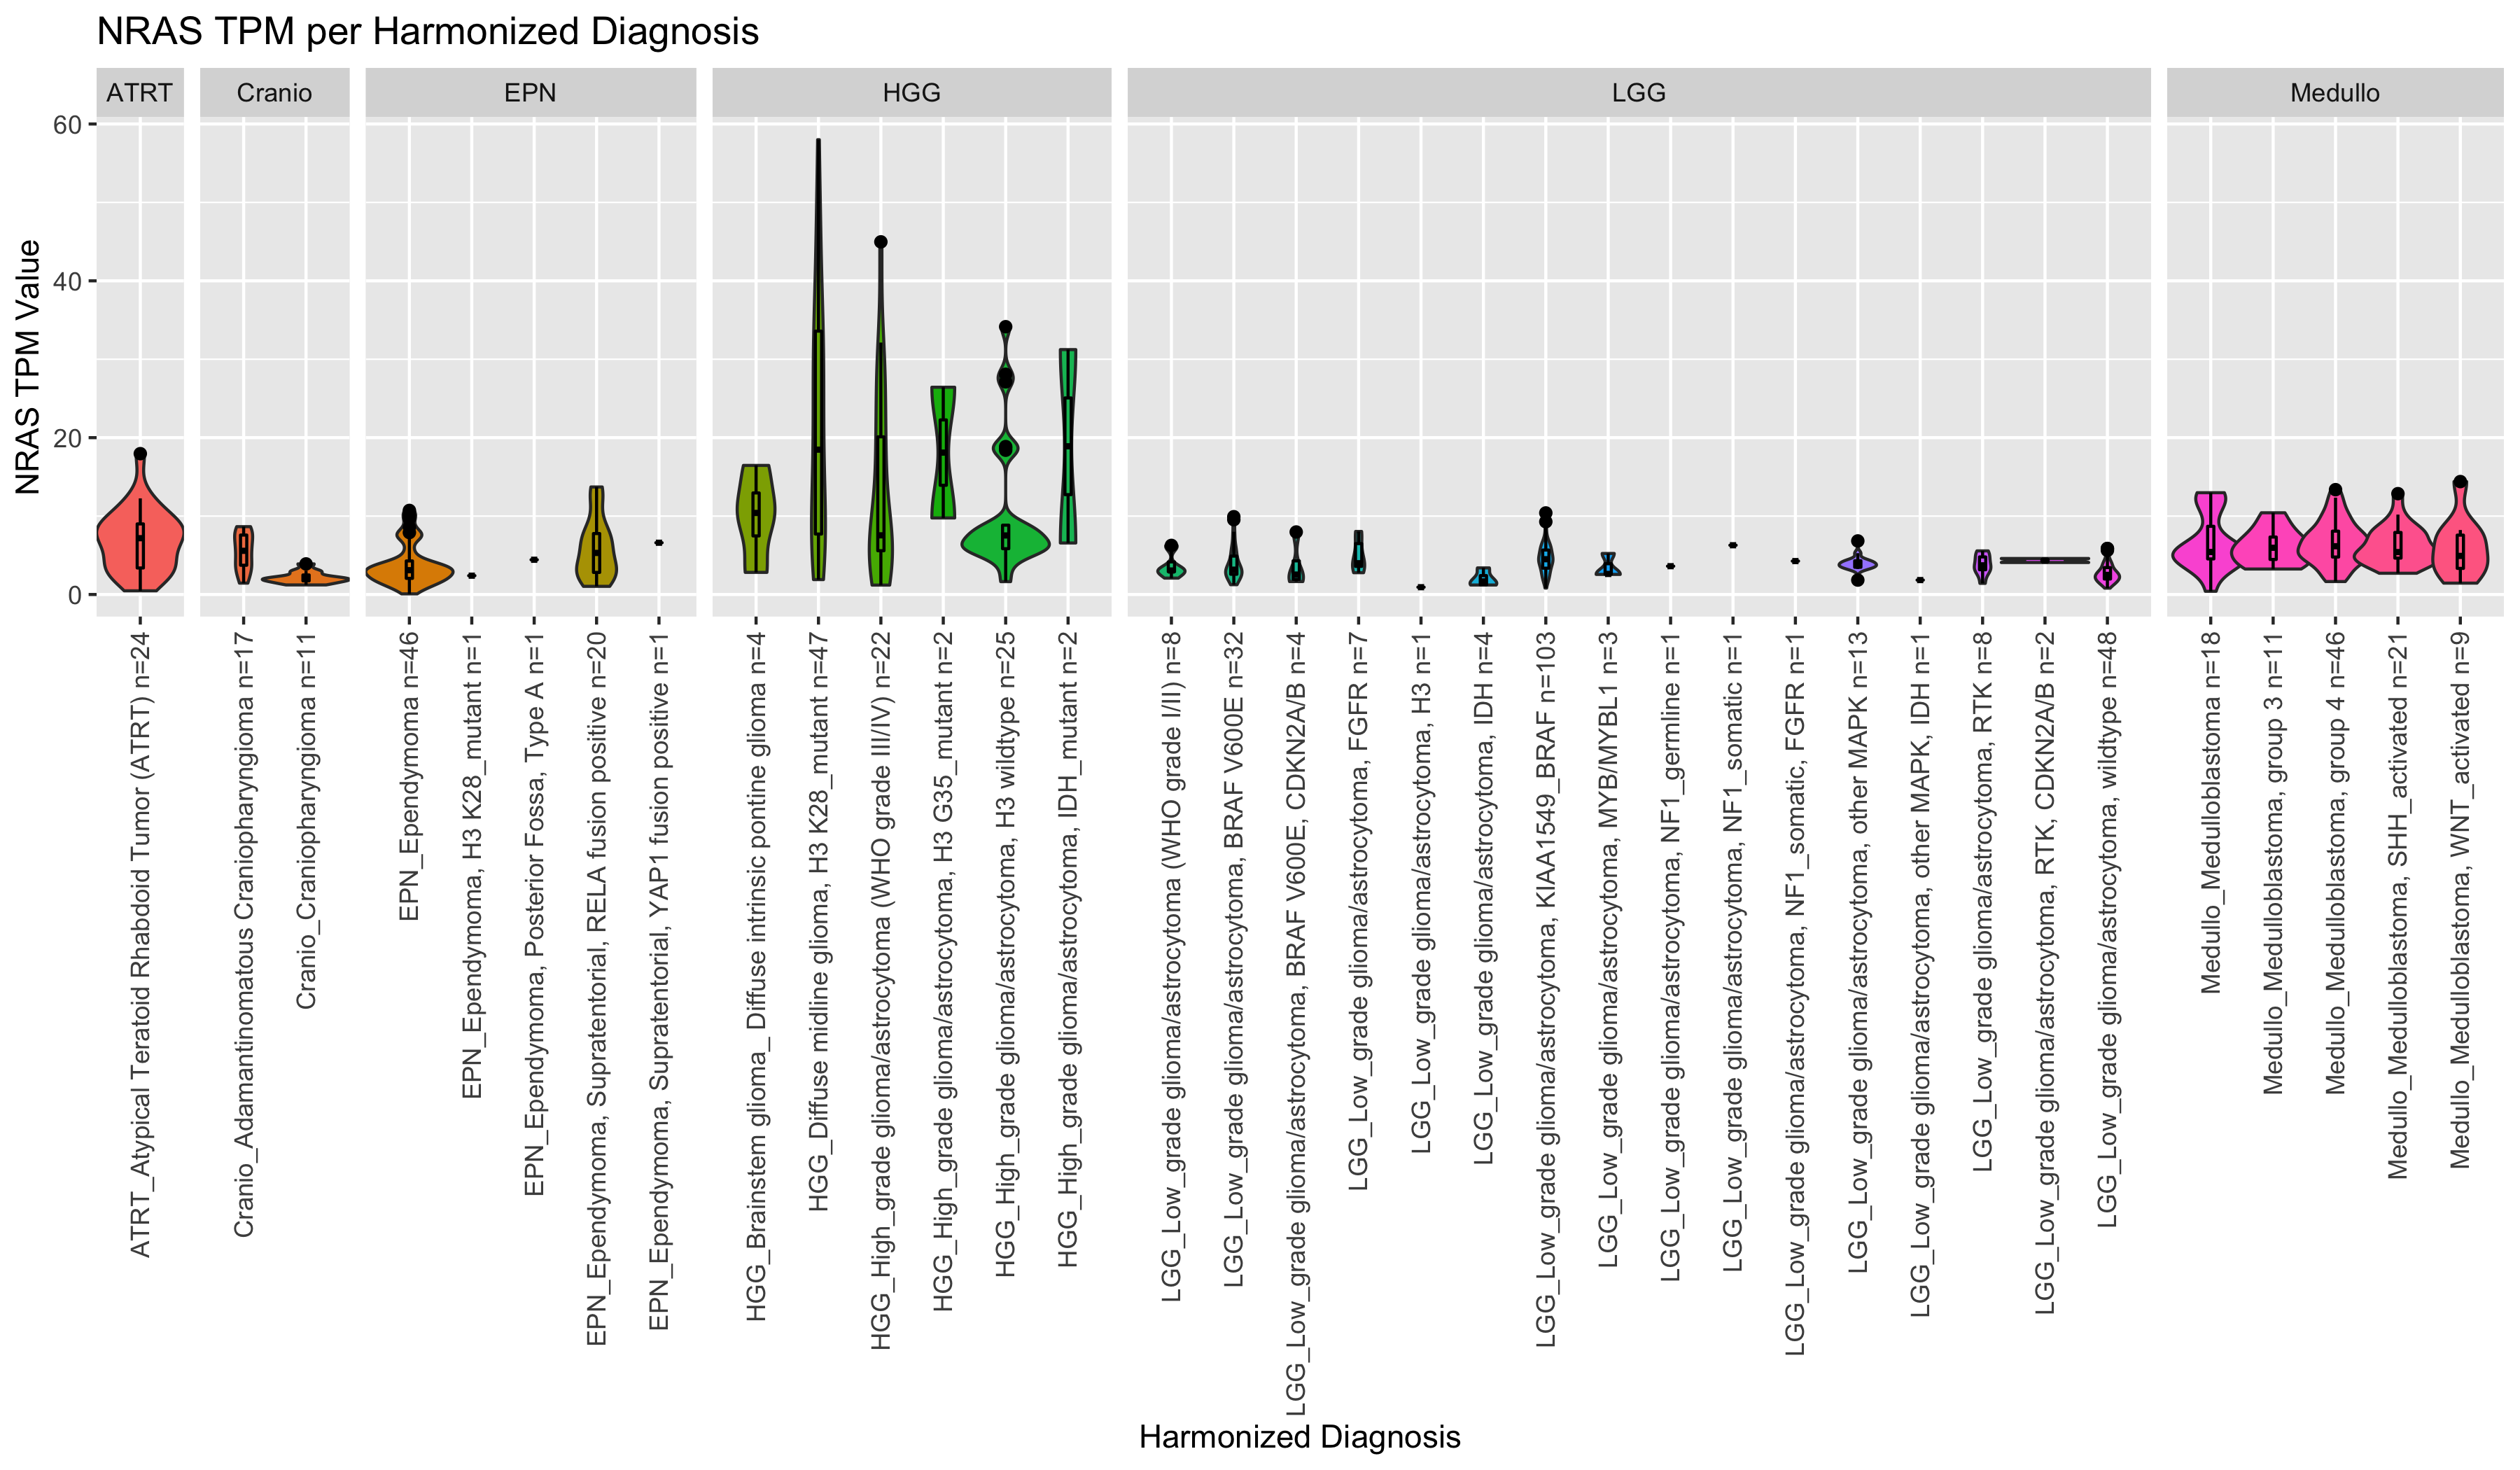 NRAS TPM per Harmonized Diagnosis
ATRT
Cranio
EPN
HGG
LGG
Medullo
NRAS TPM Value
60
40
20
0
ATRT_Atypical Teratoid Rhabdoid Tumor (ATRT) n=24
Cranio_Adamantinomatous Craniopharyngioma n=17
Cranio_Craniopharyngioma n=11
EPN_Ependymoma n=46
EPN_Ependymoma, H3 K28_mutant n=1
EPN_Ependymoma, Posterior Fossa, Type A n=1
EPN_Ependymoma, Supratentorial, RELA fusion positive n=20
EPN_Ependymoma, Supratentorial, YAP1 fusion positive n=1
HGG_Brainstem glioma_ Diffuse intrinsic pontine glioma n=4
HGG_Diffuse midline glioma, H3 K28_mutant n=47
HGG_High_grade glioma/astrocytoma (WHO grade III/IV) n=22
HGG_High_grade glioma/astrocytoma, H3 G35_mutant n=2
HGG_High_grade glioma/astrocytoma, H3 wildtype n=25
HGG_High_grade glioma/astrocytoma, IDH_mutant n=2
LGG_Low_grade glioma/astrocytoma (WHO grade I/II) n=8
LGG_Low_grade glioma/astrocytoma, BRAF V600E n=32
LGG_Low_grade glioma/astrocytoma, BRAF V600E, CDKN2A/B n=4
LGG_Low_grade glioma/astrocytoma, FGFR n=7
LGG_Low_grade glioma/astrocytoma, H3 n=1
LGG_Low_grade glioma/astrocytoma, IDH n=4
LGG_Low_grade glioma/astrocytoma, KIAA1549_BRAF n=103
LGG_Low_grade glioma/astrocytoma, MYB/MYBL1 n=3
LGG_Low_grade glioma/astrocytoma, NF1_germline n=1
LGG_Low_grade glioma/astrocytoma, NF1_somatic n=1
LGG_Low_grade glioma/astrocytoma, NF1_somatic, FGFR n=1
LGG_Low_grade glioma/astrocytoma, other MAPK n=13
LGG_Low_grade glioma/astrocytoma, other MAPK, IDH n=1
LGG_Low_grade glioma/astrocytoma, RTK n=8
LGG_Low_grade glioma/astrocytoma, RTK, CDKN2A/B n=2
LGG_Low_grade glioma/astrocytoma, wildtype n=48
Medullo_Medulloblastoma n=18
Medullo_Medulloblastoma, group 3 n=11
Medullo_Medulloblastoma, group 4 n=46
Medullo_Medulloblastoma, SHH_activated n=21
Medullo_Medulloblastoma, WNT_activated n=9
Harmonized Diagnosis